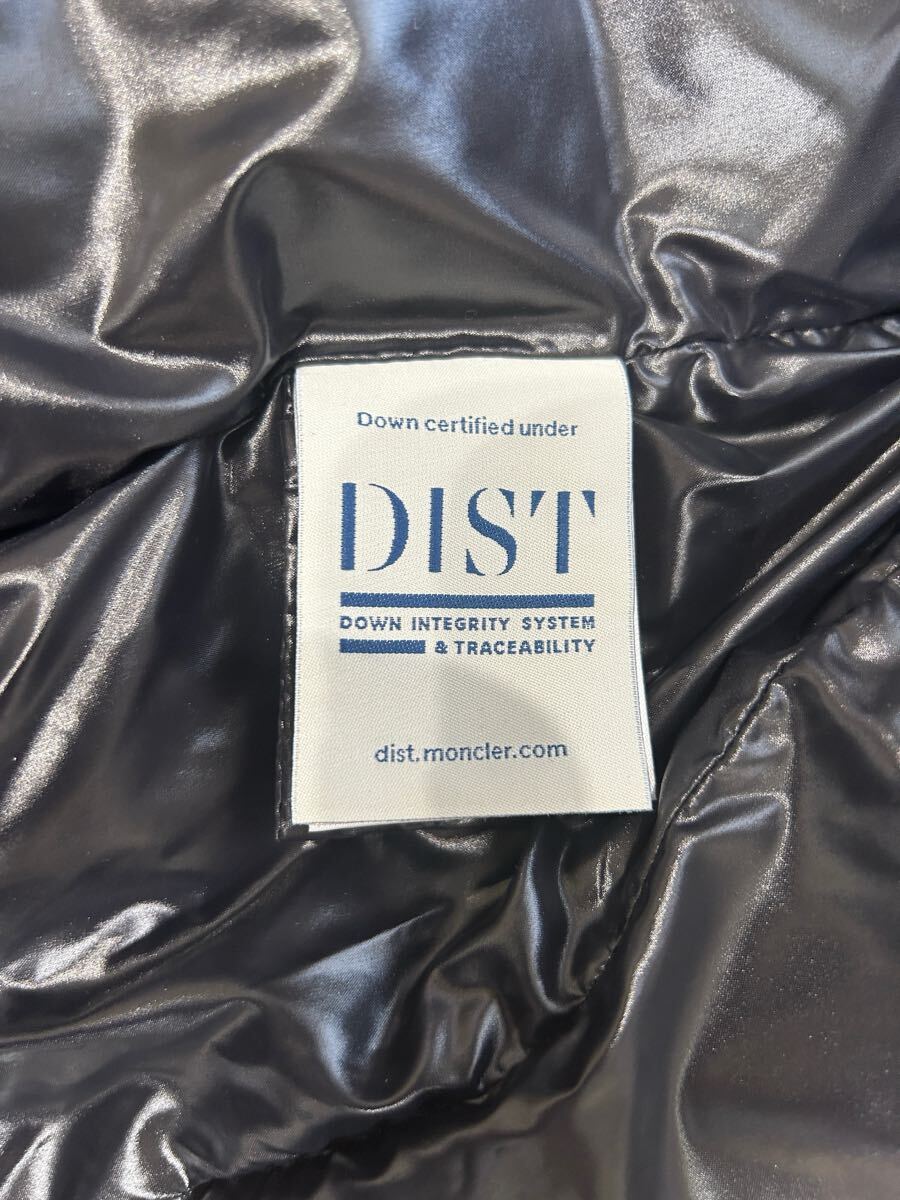 Down certified under
DIST
DOWN INTEGRITY SYSTEM
& TRACEABILITY
dist.moncler.com